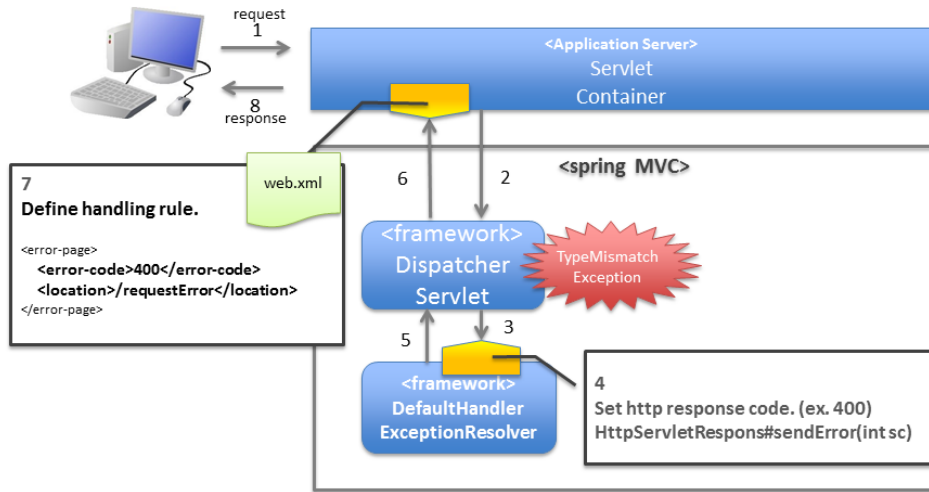 request
1
8
response
<Application Server>
Servlet
Container
6
2
<spring MVC>
7
Define handling rule.
<error-page>
<error-code>400</error-code>
<location>/requestError</location>
</error-page>
web.xml
<framework>
Dispatcher
Servlet
TypeMismatch
Exception
5
3
<framework>
DefaultHandler
ExceptionResolver
4
Set http response code. (ex. 400)
HttpServletRespons#sendError(int sc)